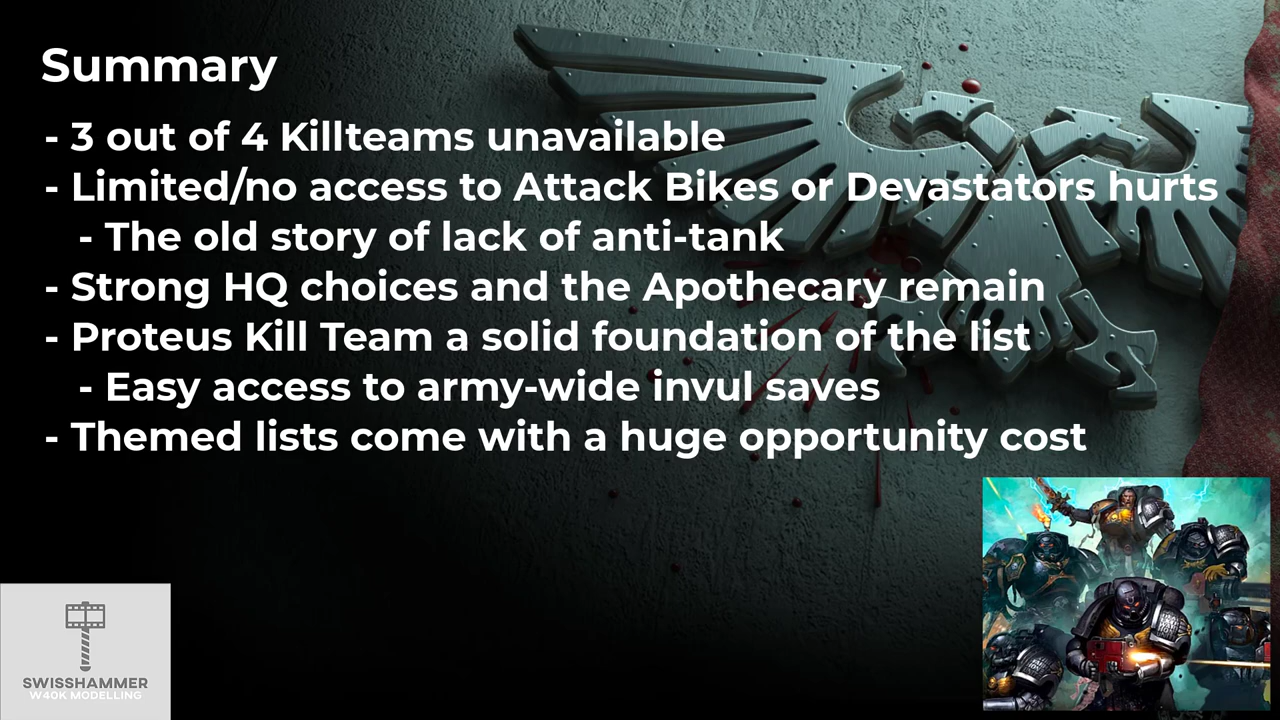 Summary
- 3 out of 4 Killteams unavailable
- Limited/no access to Attack Bikes or Devastators hurts
- The old story of lack of anti-tank
- Strong HQ choices and the Apothecary remain
- Proteus Kill Team a solid foundation of the list
- Easy access to army-wide invul saves
- Themed lists come with a huge opportunity cost
SWISSHAMMER
W40K MODELLING